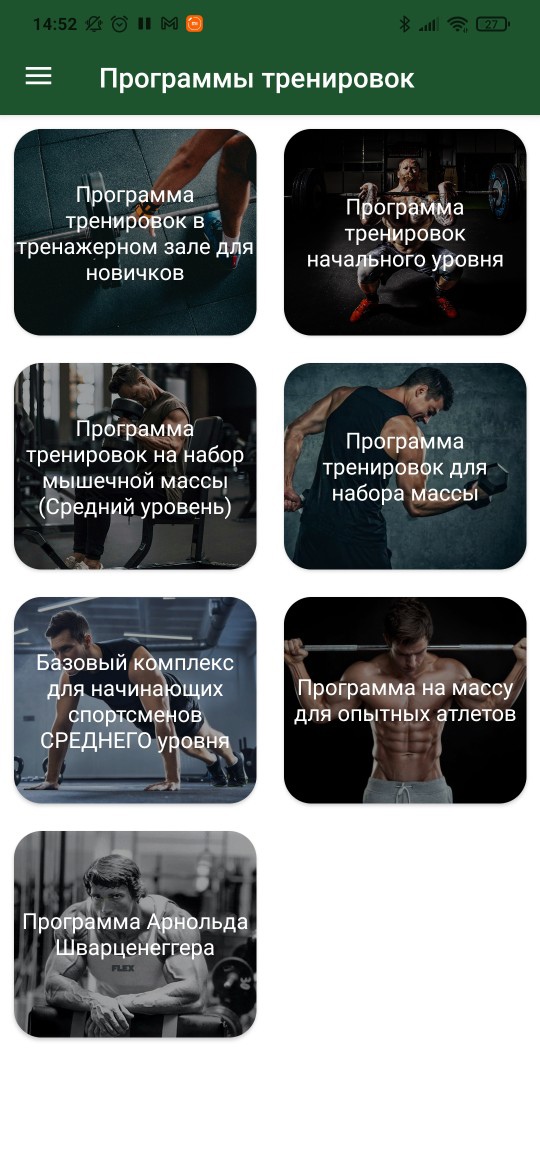 14:52
27
Программы тренировок
Программа
тренировок в
тренажерном зале для
новичков
Программа
тренировок
начального уровня
Программа
тренировок на набор
мышечной массы
(Средний уровень)
Программа
тренировок для
набора массы
Базовый комплекс
для начинающих
спортсменов
СРЕДНЕГО уровня
Программа на массу
для опытных атлетов
Программа Арнольда
Шварценеггера
FLEX